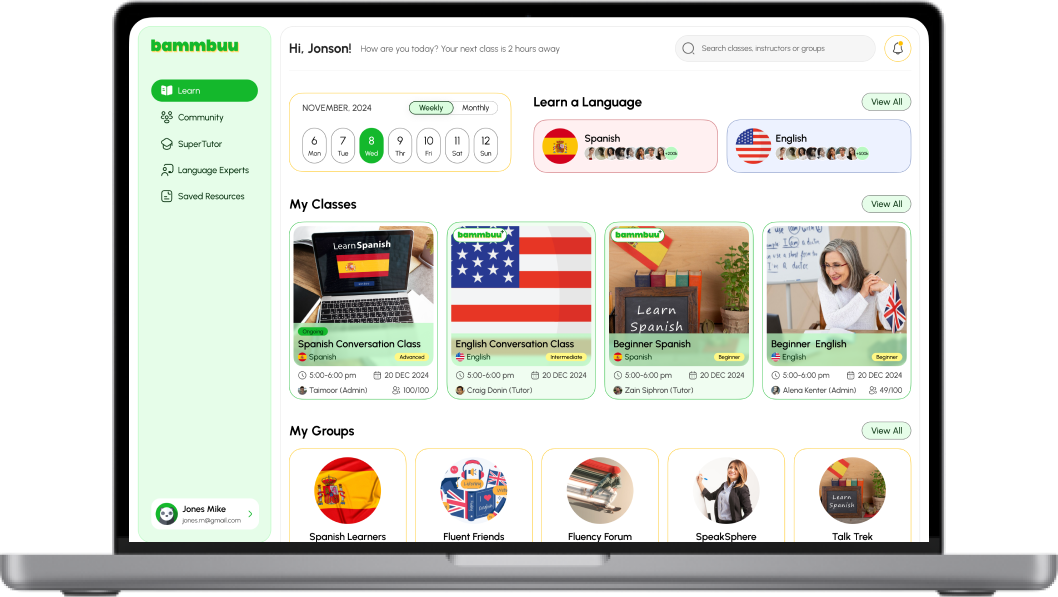 bammbuu
Learn
Community
SuperTutor
Language Experts
Saved Resources
Jones Mike
jones.m@gmail.com
Hi, Jonson! How are you today? Your next class is 2 hours away
Search classes, instructors or groups
NOVEMBER, 2024
Weekly Monthly
6 7 8 9 10 11 12
Mon Tue Wed Thr Fri Sat Sun
Learn a Language
View All
Spanish
+200k
English
+500k
My Classes
View All
Learn Spanish
Ongoing
Spanish Conversation Class
Spanish Advanced
5:00-6:00 pm 20 DEC 2024
Taimoor (Admin) 100/100
bammbuu+
English Conversation Class
English Intermediate
5:00-6:00 pm 20 DEC 2024
Craig Donin (Tutor)
bammbuu+
Learn
Spanish
Beginner Spanish
Spanish Beginner
5:00-6:00 pm 20 DEC 2024
Zain Siphron (Tutor)
Beginner English
English Beginner
5:00-6:00 pm 20 DEC 2024
Alena Kenter (Admin) 49/100
My Groups
View All
Spanish Learners
Fluent Friends
Fluency Forum
SpeakSphere
Learn
Spanish
Talk Trek